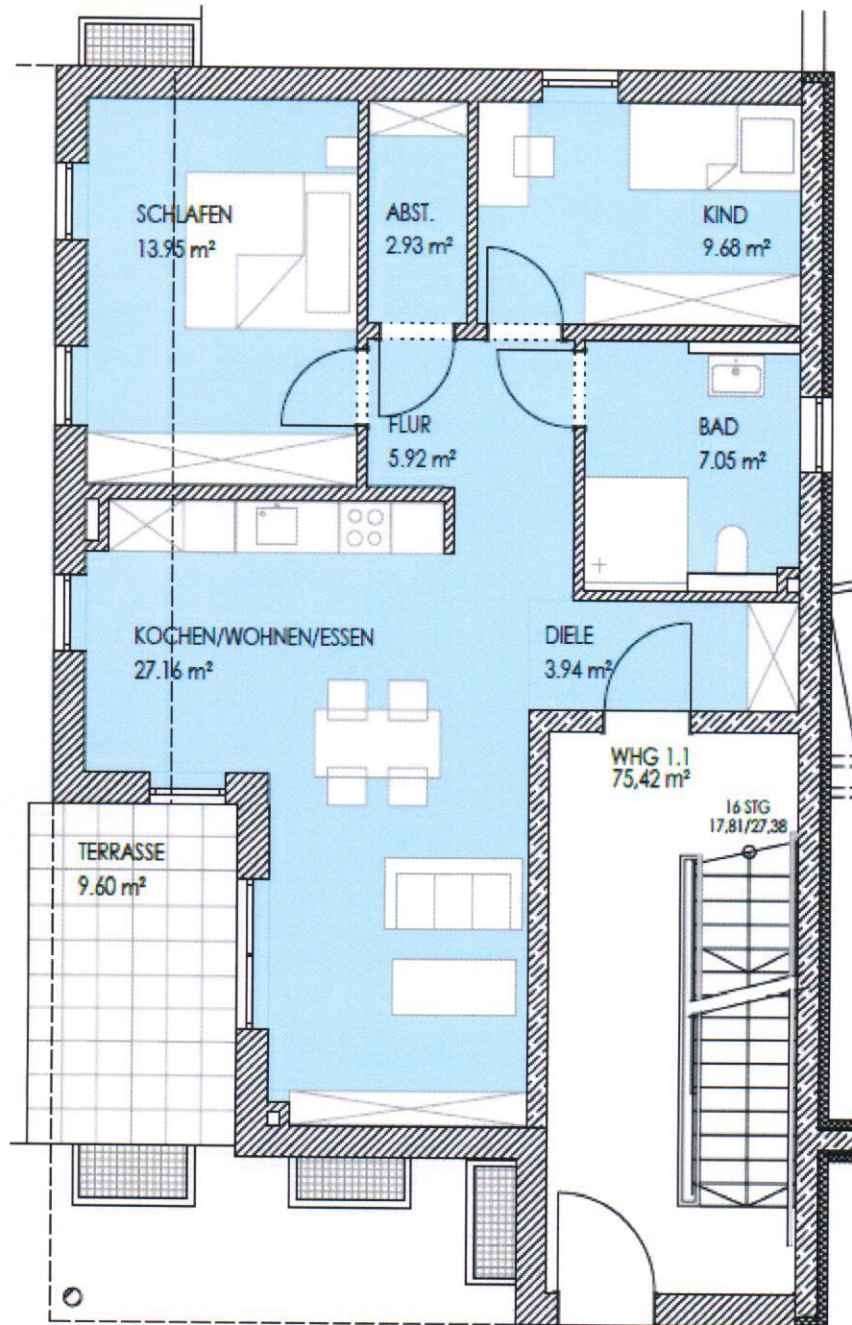 SCHLAFEN
13.95 m²
ABST.
2.93 m²
KIND
9.68 m²
FLUR
5.92 m²
BAD
7.05 m²
KOCHEN/WOHNEN/ESSEN
27.16 m²
DIELE
3.94 m²
WHG 1.1
75,42 m²
16 STG
17,81/27,38
TERRASSE
9.60 m²